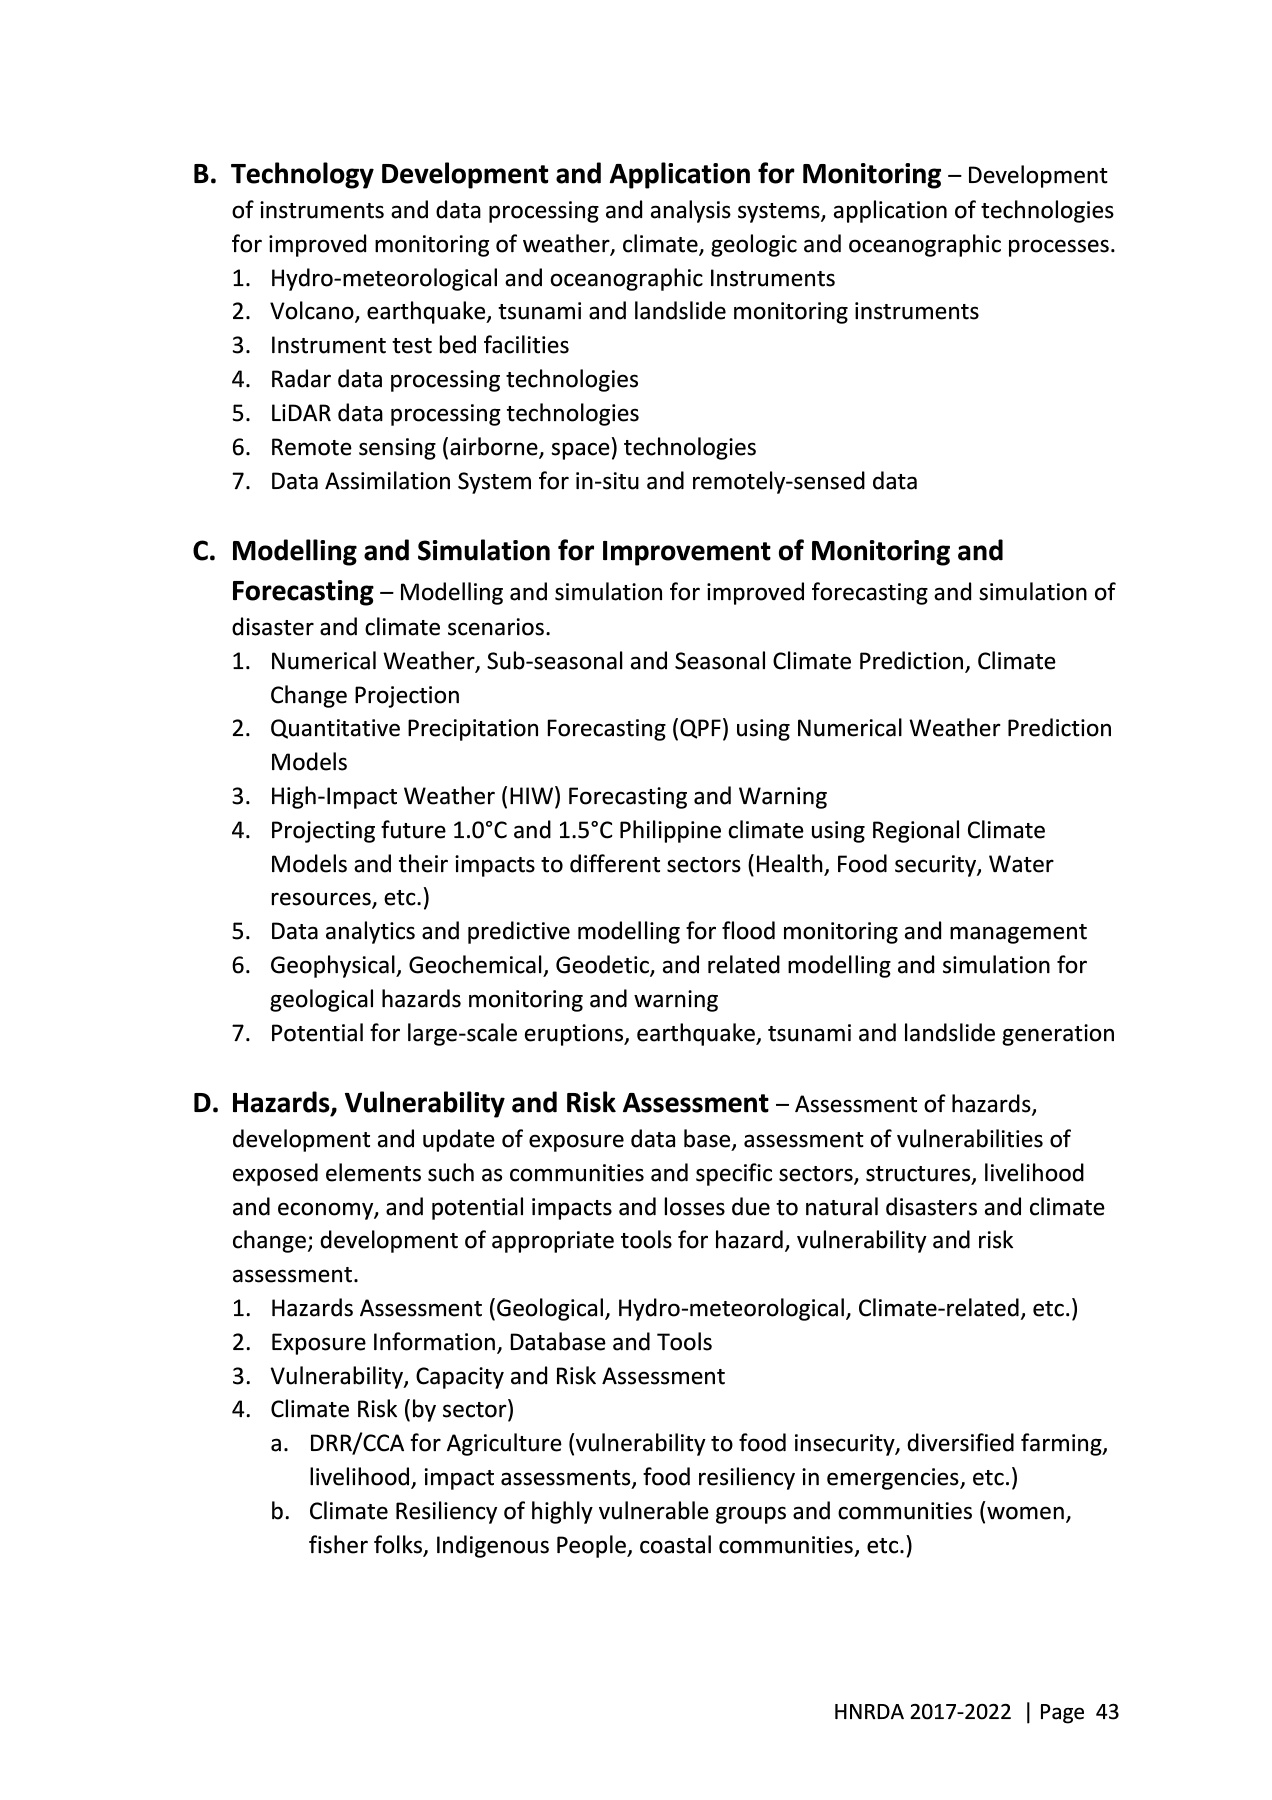 B. Technology Development and Application for Monitoring – Development
of instruments and data processing and analysis systems, application of technologies
for improved monitoring of weather, climate, geologic and oceanographic processes.
1. Hydro-meteorological and oceanographic Instruments
2. Volcano, earthquake, tsunami and landslide monitoring instruments
3. Instrument test bed facilities
4. Radar data processing technologies
5. LiDAR data processing technologies
6. Remote sensing (airborne, space) technologies
7. Data Assimilation System for in-situ and remotely-sensed data
C. Modelling and Simulation for Improvement of Monitoring and
Forecasting – Modelling and simulation for improved forecasting and simulation of
disaster and climate scenarios.
1. Numerical Weather, Sub-seasonal and Seasonal Climate Prediction, Climate
Change Projection
2. Quantitative Precipitation Forecasting (QPF) using Numerical Weather Prediction
Models
3. High-Impact Weather (HIW) Forecasting and Warning
4. Projecting future 1.0°C and 1.5°C Philippine climate using Regional Climate
Models and their impacts to different sectors (Health, Food security, Water
resources, etc.)
5. Data analytics and predictive modelling for flood monitoring and management
6. Geophysical, Geochemical, Geodetic, and related modelling and simulation for
geological hazards monitoring and warning
7. Potential for large-scale eruptions, earthquake, tsunami and landslide generation
D. Hazards, Vulnerability and Risk Assessment – Assessment of hazards,
development and update of exposure data base, assessment of vulnerabilities of
exposed elements such as communities and specific sectors, structures, livelihood
and economy, and potential impacts and losses due to natural disasters and climate
change; development of appropriate tools for hazard, vulnerability and risk
assessment.
1. Hazards Assessment (Geological, Hydro-meteorological, Climate-related, etc.)
2. Exposure Information, Database and Tools
3. Vulnerability, Capacity and Risk Assessment
4. Climate Risk (by sector)
a. DRR/CCA for Agriculture (vulnerability to food insecurity, diversified farming,
livelihood, impact assessments, food resiliency in emergencies, etc.)
b. Climate Resiliency of highly vulnerable groups and communities (women,
fisher folks, Indigenous People, coastal communities, etc.)
HNRDA 2017-2022 | Page 43